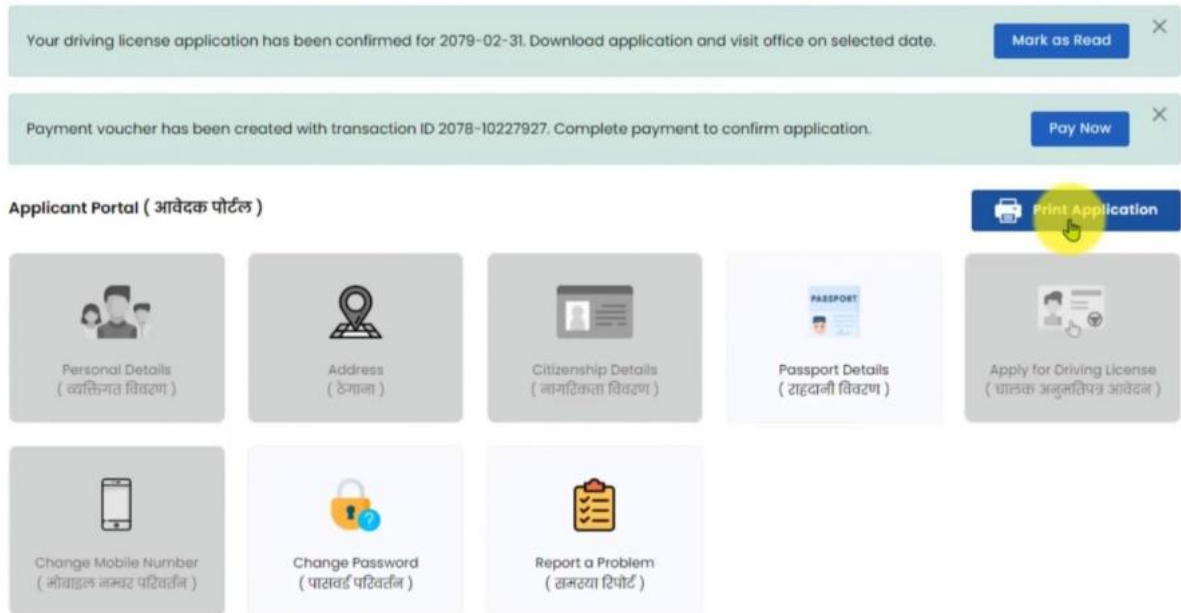 Your driving license application has been confirmed for 2079-02-31. Download application and visit office on selected date.
Mark as Read
Payment voucher has been created with transaction ID 2078-10227927. Complete payment to confirm application.
Pay Now
Applicant Portal ( आवेदक पोर्टल )
Print Application
Personal Details
( व्यक्तिगत विवरण )
Address
( ठेगाना )
Citizenship Details
( नागरिकता विवरण )
PASSPORT
Passport Details
( राहदानी विवरण )
Apply for Driving License
( चालक अनुमतिपत्र आवेदन )
Change Mobile Number
( मोबाइल नम्बर परिवर्तन )
Change Password
( पासवर्ड परिवर्तन )
Report a Problem
( समस्या रिपोर्ट )